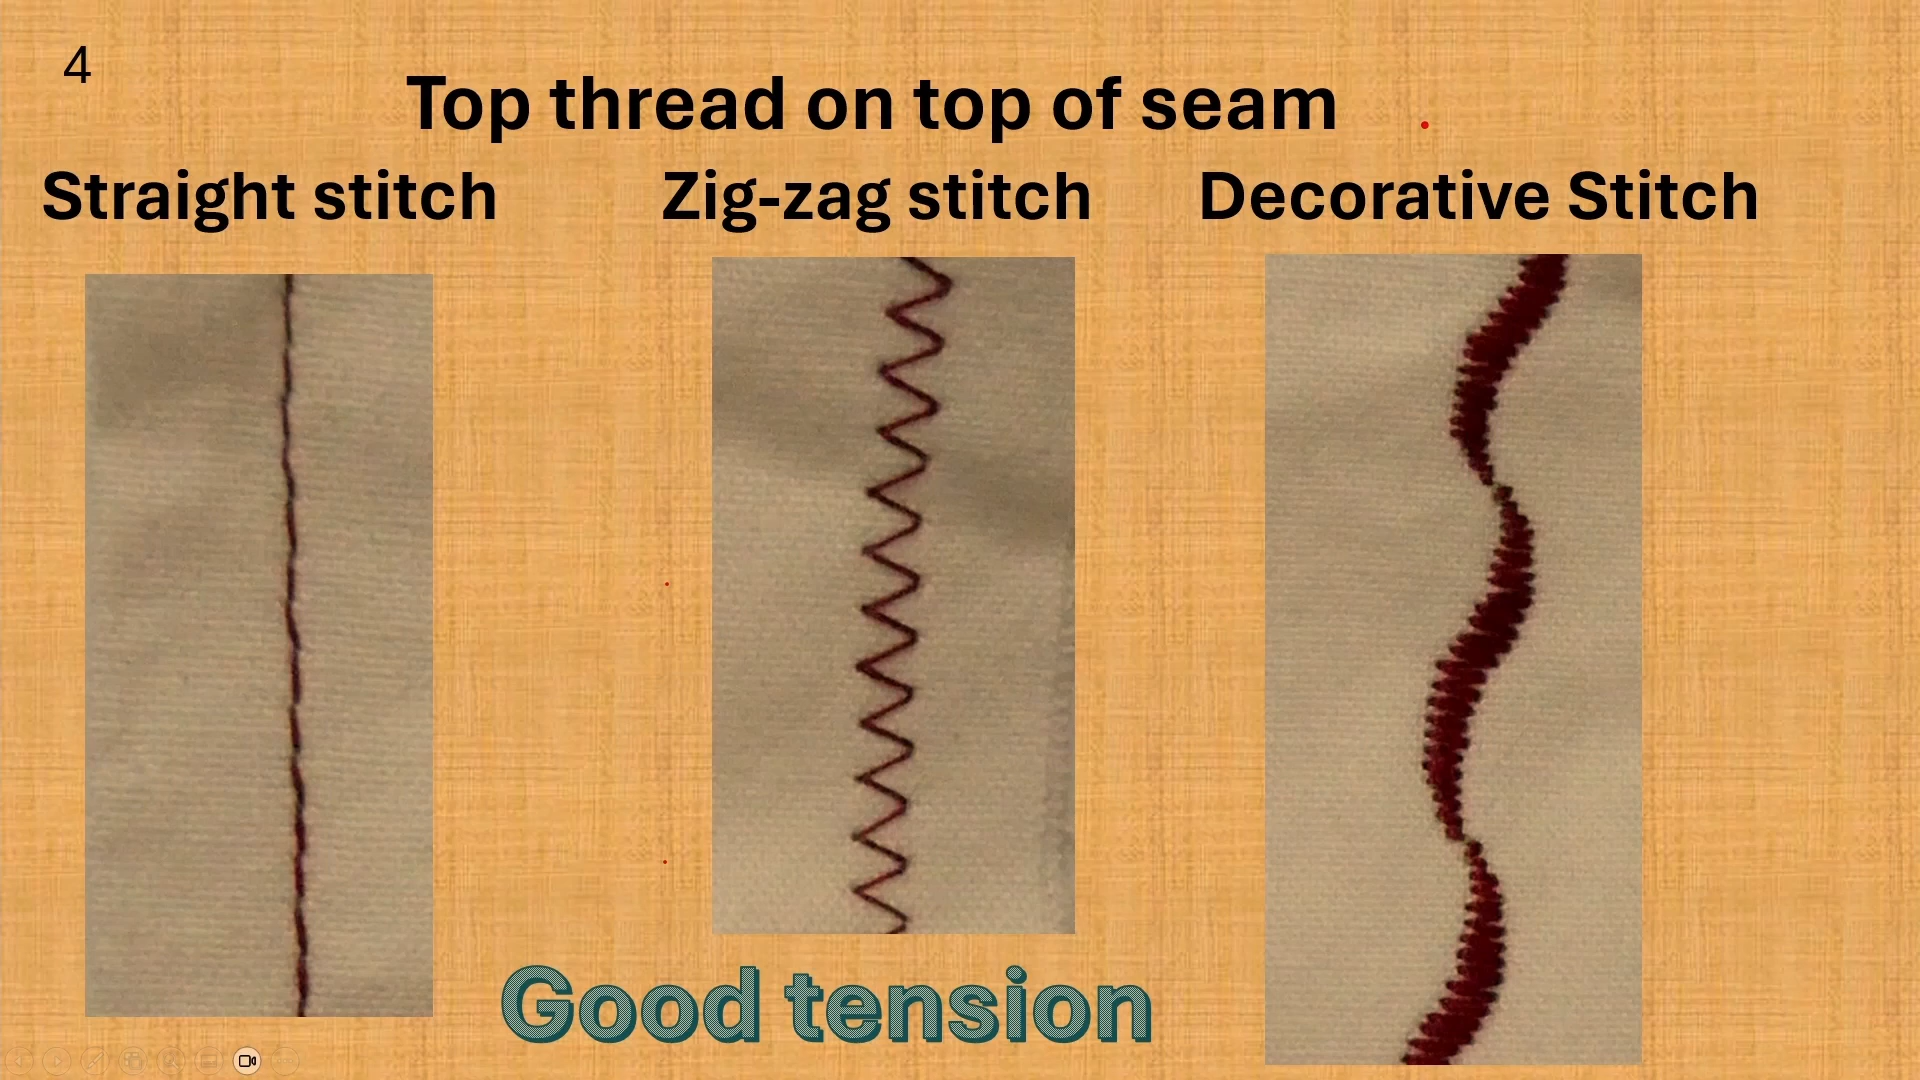 4
Top thread on top of seam
Straight stitch
Zig-zag stitch
Decorative Stitch
Good tension